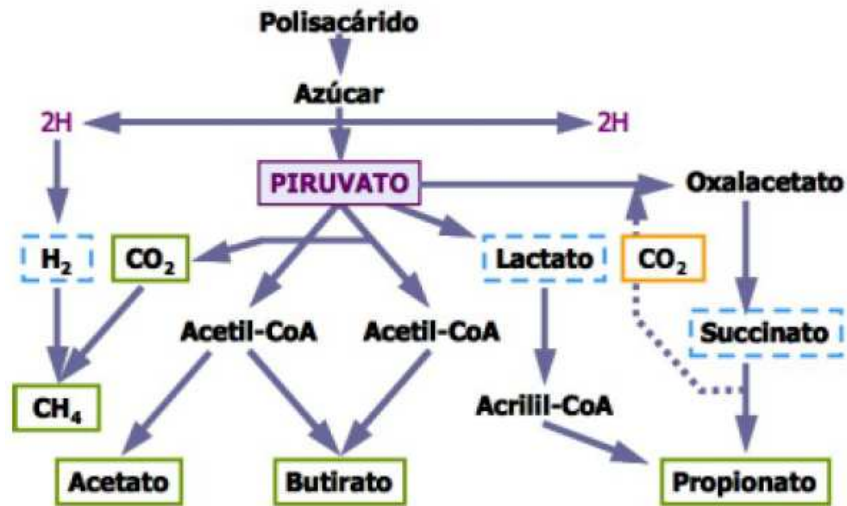 Polisacárido
Azúcar
2H
2H
PIRUVATO
Oxalacetato
H₂
CO₂
Lactato
CO₂
Acetil-CoA
Acetil-CoA
Succinato
CH₄
Acrilil-CoA
Acetato
Butirato
Propionato